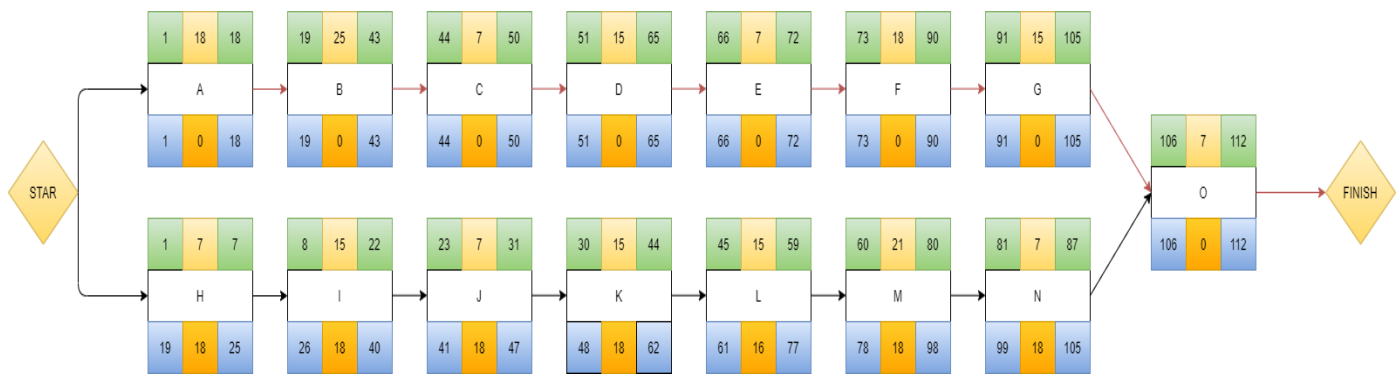 1 18 18
19 25 43
44 7 50
51 15 65
66 7 72
73 18 90
91 15 105
A
B
C
D
E
F
G
1 0 18
19 0 43
44 0 50
51 0 65
66 0 72
73 0 90
91 0 105
106 7 112
STAR
O
FINISH
106 0 112
1 7 7
8 15 22
23 7 31
30 15 44
45 15 59
60 21 80
81 7 87
H
I
J
K
L
M
N
19 18 25
26 18 40
41 18 47
48 18 62
61 16 77
78 18 98
99 18 105